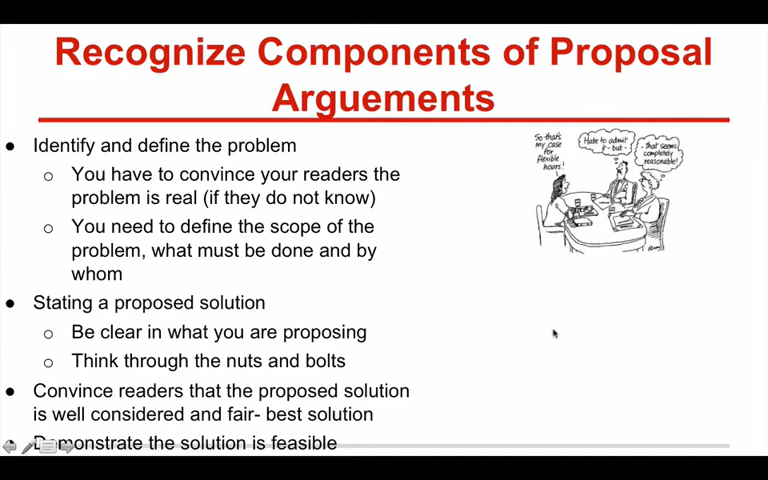 Recognize Components of Proposal
Arguements
● Identify and define the problem
o You have to convince your readers the
problem is real (if they do not know)
o You need to define the scope of the
problem, what must be done and by
whom
● Stating a proposed solution
o Be clear in what you are proposing
o Think through the nuts and bolts
● Convince readers that the proposed solution
is well considered and fair- best solution
● Demonstrate the solution is feasible
So that's
my case
for
flexible
hours!
Hate to admit
it - but -
- that seems
completely
reasonable!